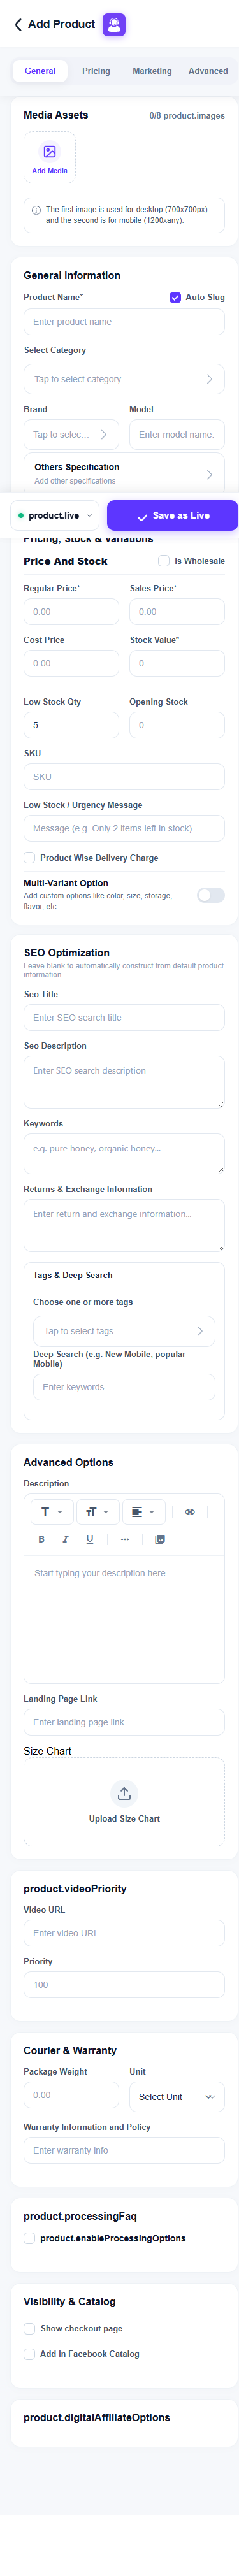 Add Product
General
Pricing
Marketing
Advanced
Media Assets
0/8 product.images
Add Media
The first image is used for desktop (700x700px)
and the second is for mobile (1200xany).
General Information
Product Name*
Auto Slug
Enter product name
Select Category
Tap to select category
Brand
Model
Tap to selec...
Enter model name.
Others Specification
Add other specifications
product.live
Save as Live
Pricing, Stock & Variations
Price And Stock
Is Wholesale
Regular Price*
Sales Price*
0.00
0.00
Cost Price
Stock Value*
0.00
0
Low Stock Qty
Opening Stock
5
0
SKU
SKU
Low Stock / Urgency Message
Message (e.g. Only 2 items left in stock)
Product Wise Delivery Charge
Multi-Variant Option
Add custom options like color, size, storage,
flavor, etc.
SEO Optimization
Leave blank to automatically construct from default product
information.
Seo Title
Enter SEO search title
Seo Description
Enter SEO search description
Keywords
e.g. pure honey, organic honey...
Returns & Exchange Information
Enter return and exchange information...
Tags & Deep Search
Choose one or more tags
Tap to select tags
Deep Search (e.g. New Mobile, popular
Mobile)
Enter keywords
Advanced Options
Description
T
TT
B I U
Start typing your description here...
Landing Page Link
Enter landing page link
Size Chart
Upload Size Chart
product.videoPriority
Video URL
Enter video URL
Priority
100
Courier & Warranty
Package Weight
Unit
0.00
Select Unit
Warranty Information and Policy
Enter warranty info
product.processingFaq
product.enableProcessingOptions
Visibility & Catalog
Show checkout page
Add in Facebook Catalog
product.digitalAffiliateOptions